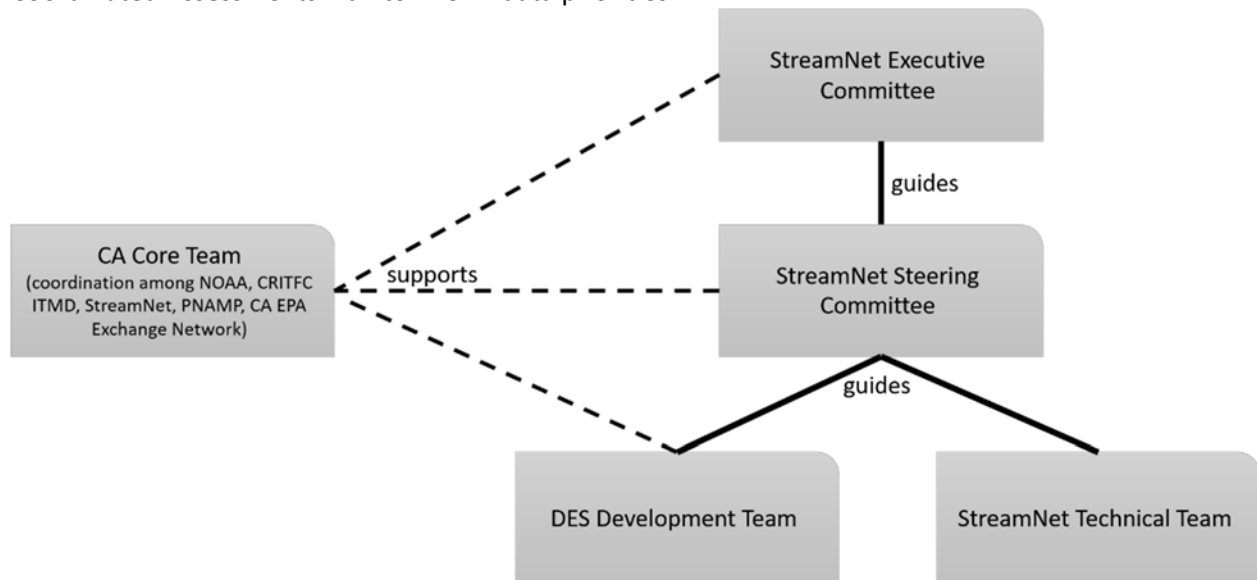 StreamNet Executive
Committee
guides
CA Core Team
(coordination among NOAA, CRITFC
ITMD, StreamNet, PNAMP, CA EPA
Exchange Network)
supports
StreamNet Steering
Committee
guides
DES Development Team
StreamNet Technical Team